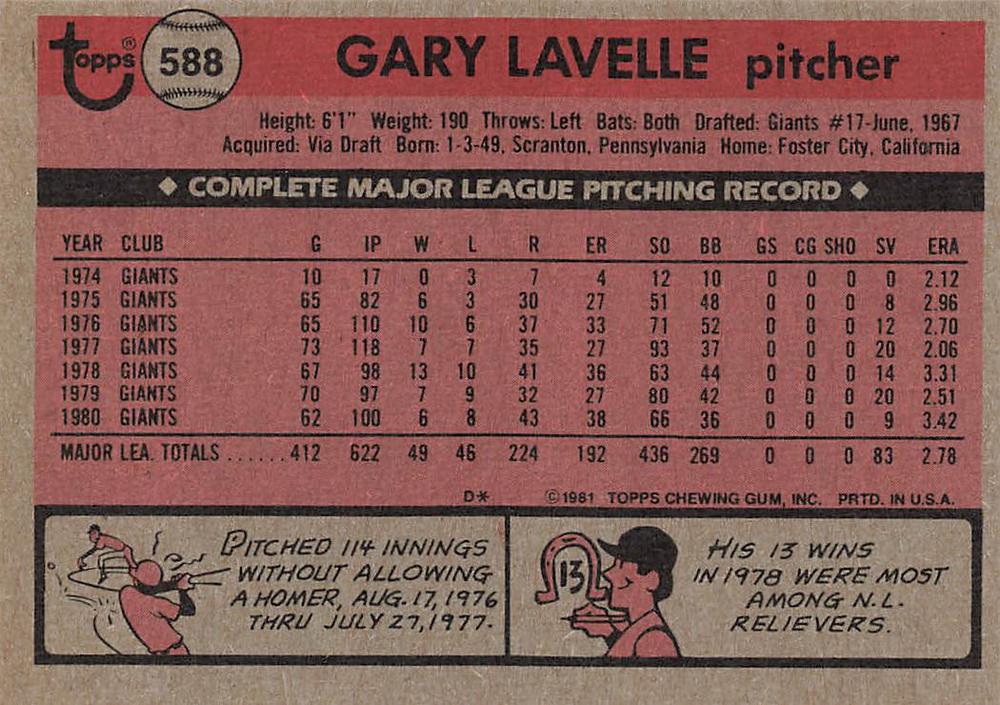 Topps® 588 GARY LAVELLE pitcher
Height: 6'1" Weight: 190 Throws: Left Bats: Both Drafted: Giants #17-June, 1967
Acquired: Via Draft Born: 1-3-49, Scranton, Pennsylvania Home: Foster City, California
◆ COMPLETE MAJOR LEAGUE PITCHING RECORD ◆
YEAR CLUB G IP W L R ER SO BB GS CG SHO SV ERA
1974 GIANTS 10 17 0 3 7 4 12 10 0 0 0 0 2.12
1975 GIANTS 65 82 6 3 30 27 51 48 0 0 0 8 2.96
1976 GIANTS 65 110 10 6 37 33 71 52 0 0 0 12 2.70
1977 GIANTS 73 118 7 7 35 27 93 37 0 0 0 20 2.06
1978 GIANTS 67 98 13 10 41 36 63 44 0 0 0 14 3.31
1979 GIANTS 70 97 7 9 32 27 80 42 0 0 0 20 2.51
1980 GIANTS 62 100 6 8 43 38 66 36 0 0 0 9 3.42
MAJOR LEA. TOTALS ......412 622 49 46 224 192 436 269 0 0 0 83 2.78
D* ©1981 TOPPS CHEWING GUM, INC. PRTD. IN U.S.A.
PITCHED 114 INNINGS
WITHOUT ALLOWING
A HOMER, AUG. 17, 1976
THRU JULY 27, 1977.
13
HIS 13 WINS
IN 1978 WERE MOST
AMONG N.L.
RELIEVERS.